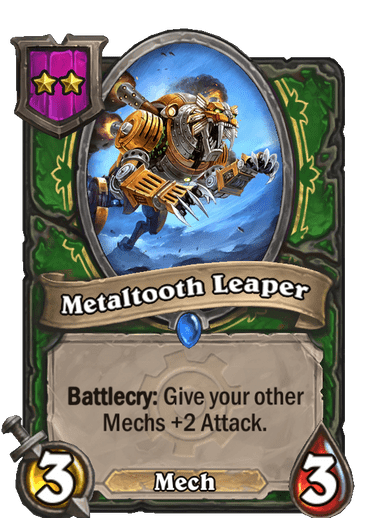 Metaltooth Leaper
Battlecry: Give your other
Mechs +2 Attack.
3
Mech
3